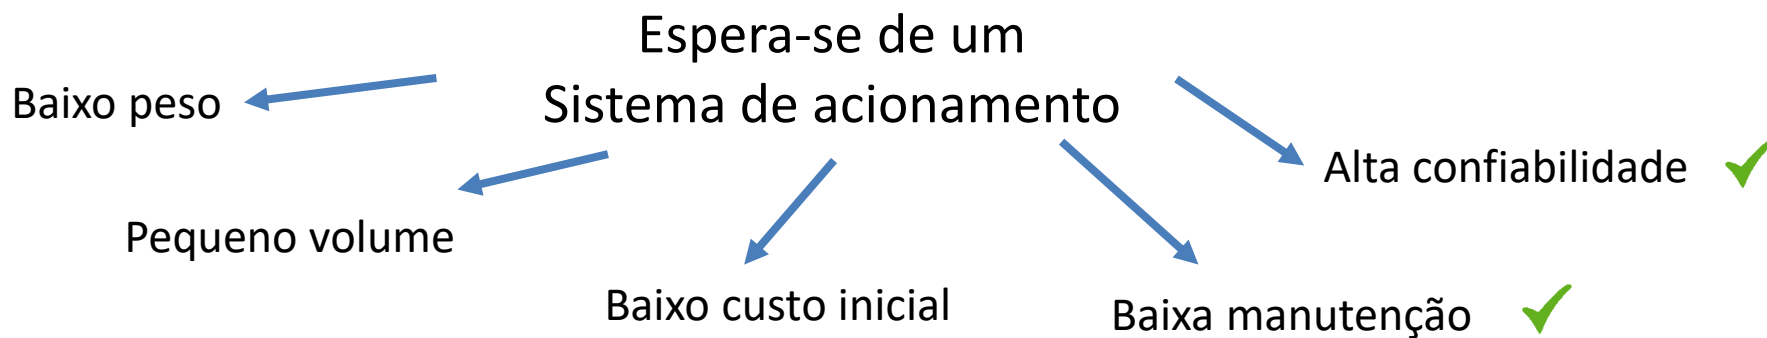 Espera-se de um
Sistema de acionamento
Baixo peso
Alta confiabilidade
Pequeno volume
Baixo custo inicial
Baixa manutenção